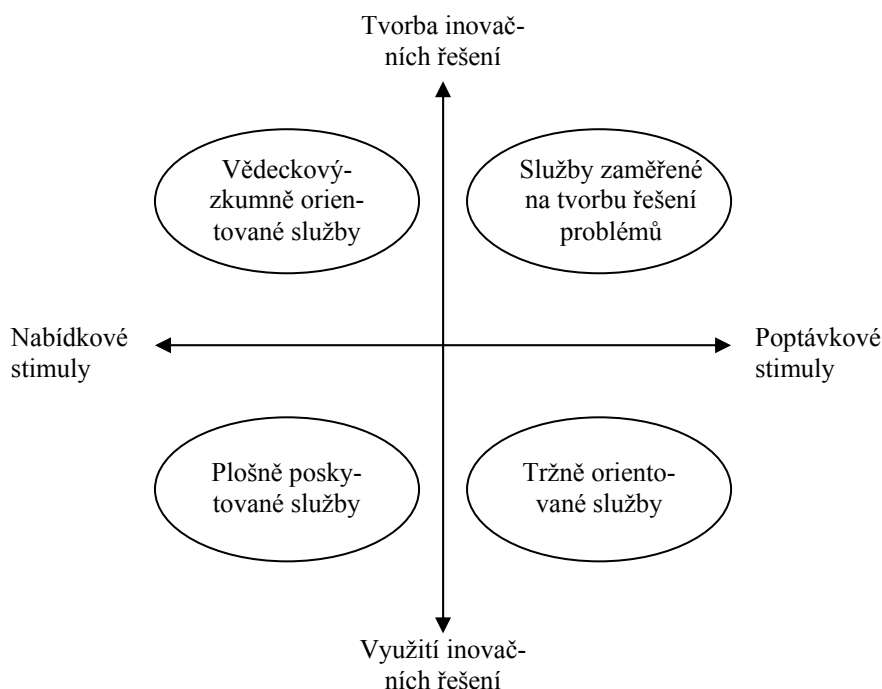 Tvorba inovač-
ních řešení
Vědeckový-
zkumně orien-
tované služby
Služby zaměřené
na tvorbu řešení
problémů
Nabídkové
stimuly
Poptávkové
stimuly
Plošně posky-
tované služby
Tržně oriento-
vané služby
Využití inovač-
ních řešení